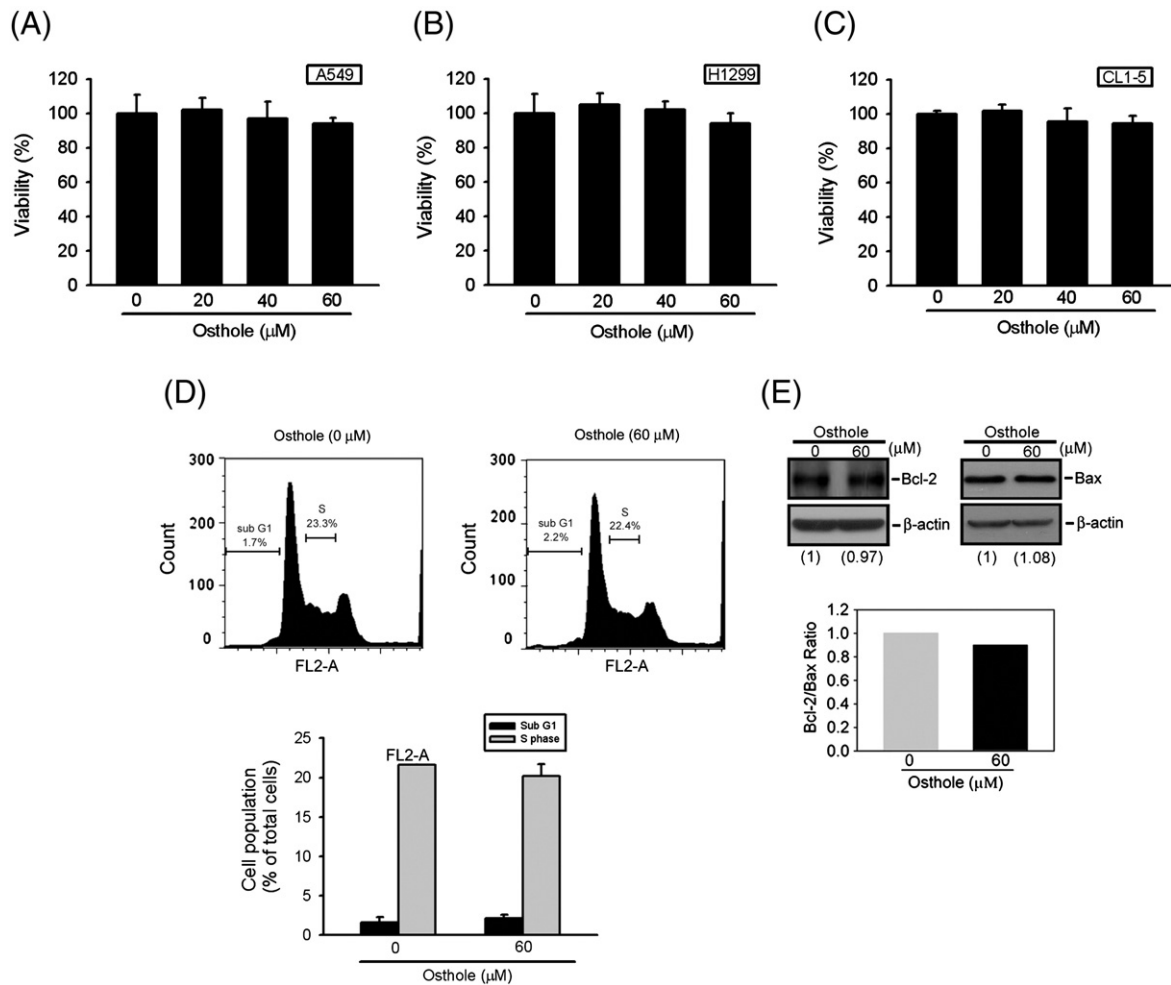 (A)
A549
120
100
80
60
40
20
0
Viability (%)
0 20 40 60
Osthole (μM)
(B)
H1299
120
100
80
60
40
20
0
Viability (%)
0 20 40 60
Osthole (μM)
(C)
CL1-5
120
100
80
60
40
20
0
Viability (%)
0 20 40 60
Osthole (μM)
(D)
Osthole (0 μM)
300
200
100
0
Count
sub G1
1.7%
S
23.3%
FL2-A
Osthole (60 μM)
300
200
100
0
Count
sub G1
2.2%
S
22.4%
FL2-A
Sub G1
S phase
FL2-A
25
20
15
10
5
0
Cell population
(% of total cells)
0 60
Osthole (μM)
(E)
Osthole
0 60 (μM)
Bcl-2
β-actin
(1) (0.97)
Osthole
0 60 (μM)
Bax
β-actin
(1) (1.08)
1.2
1.0
0.8
0.6
0.4
0.2
0.0
Bcl-2/Bax Ratio
0 60
Osthole (μM)